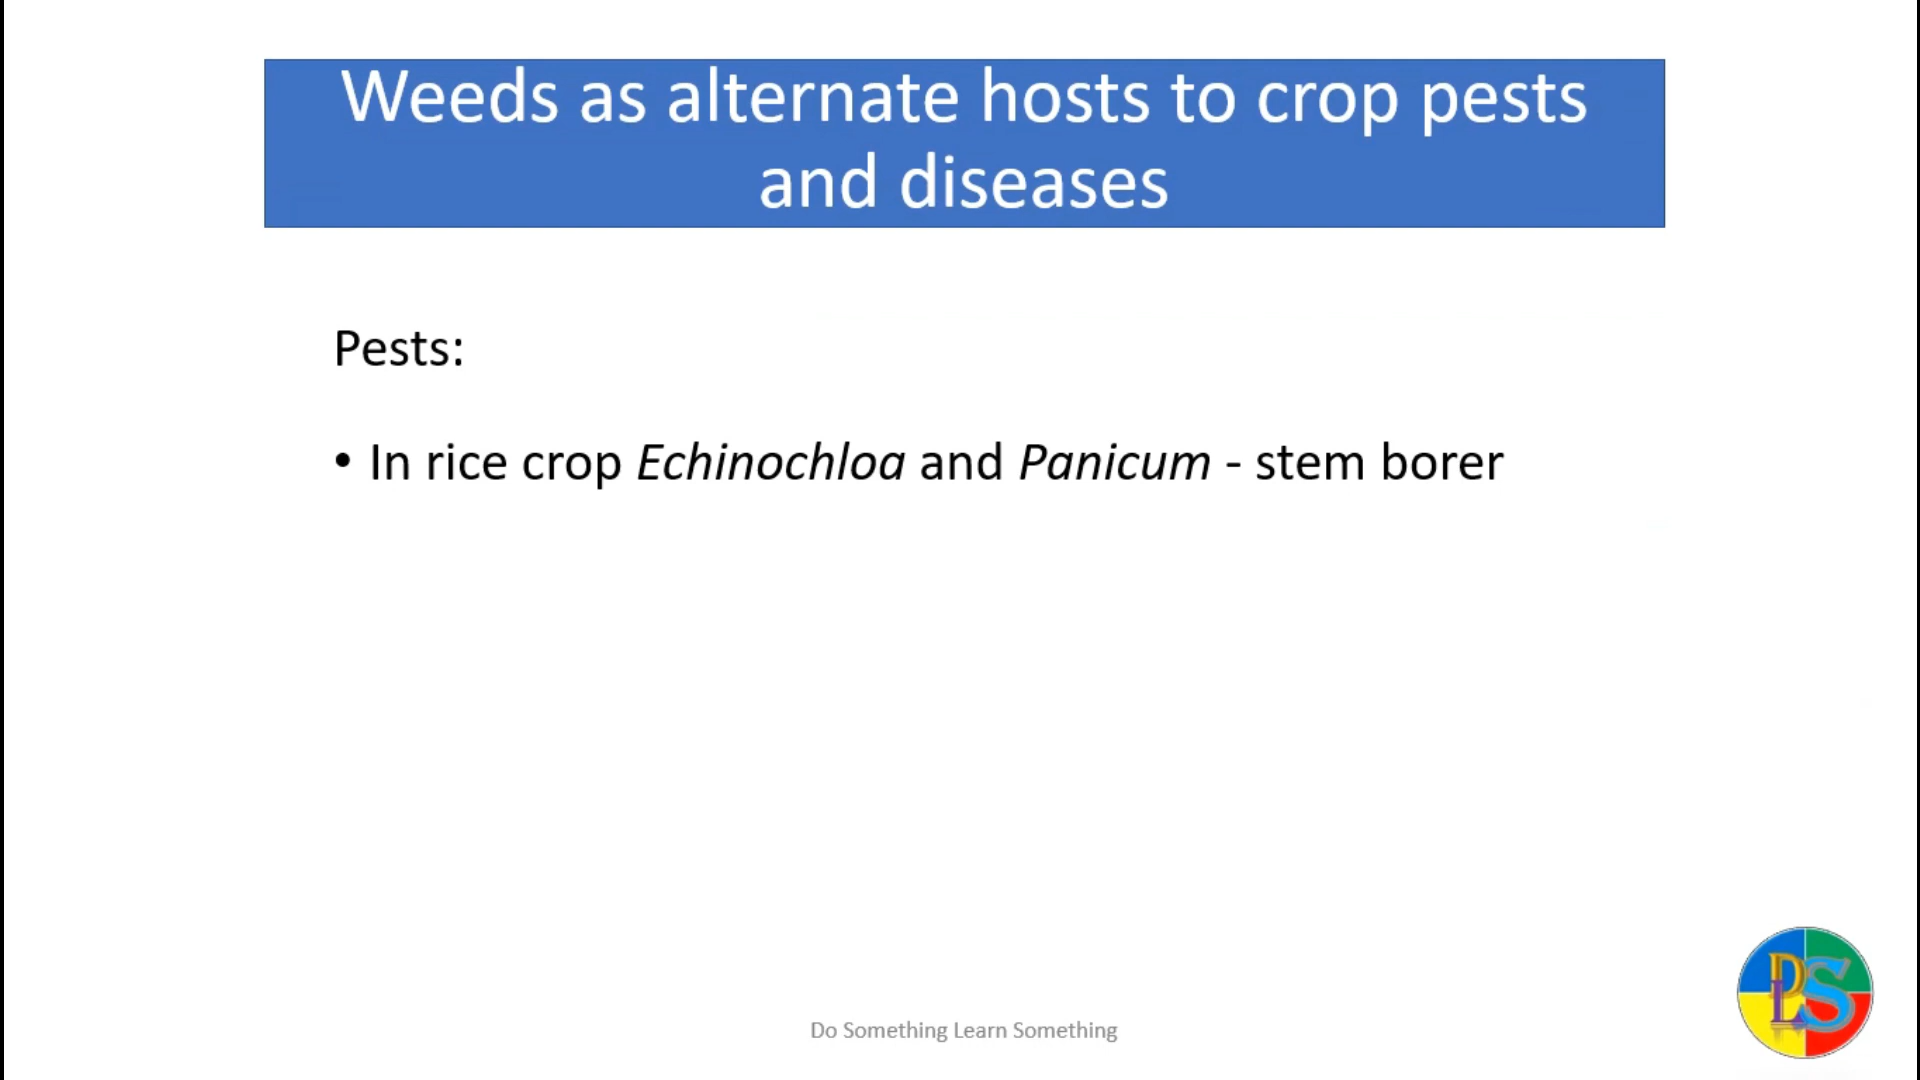 Weeds as alternate hosts to crop pests
and diseases
Pests:
• In rice crop Echinochloa and Panicum - stem borer
Do Something Learn Something
DLS